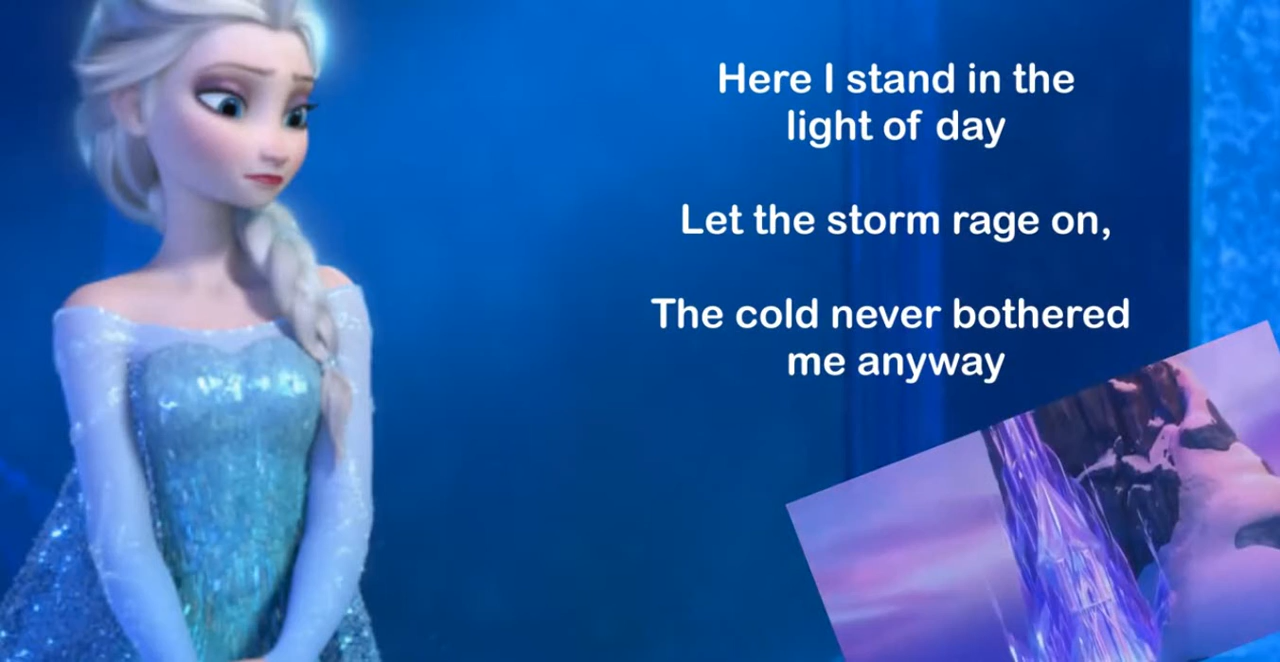 Here I stand in the
light of day
Let the storm rage on,
The cold never bothered
me anyway